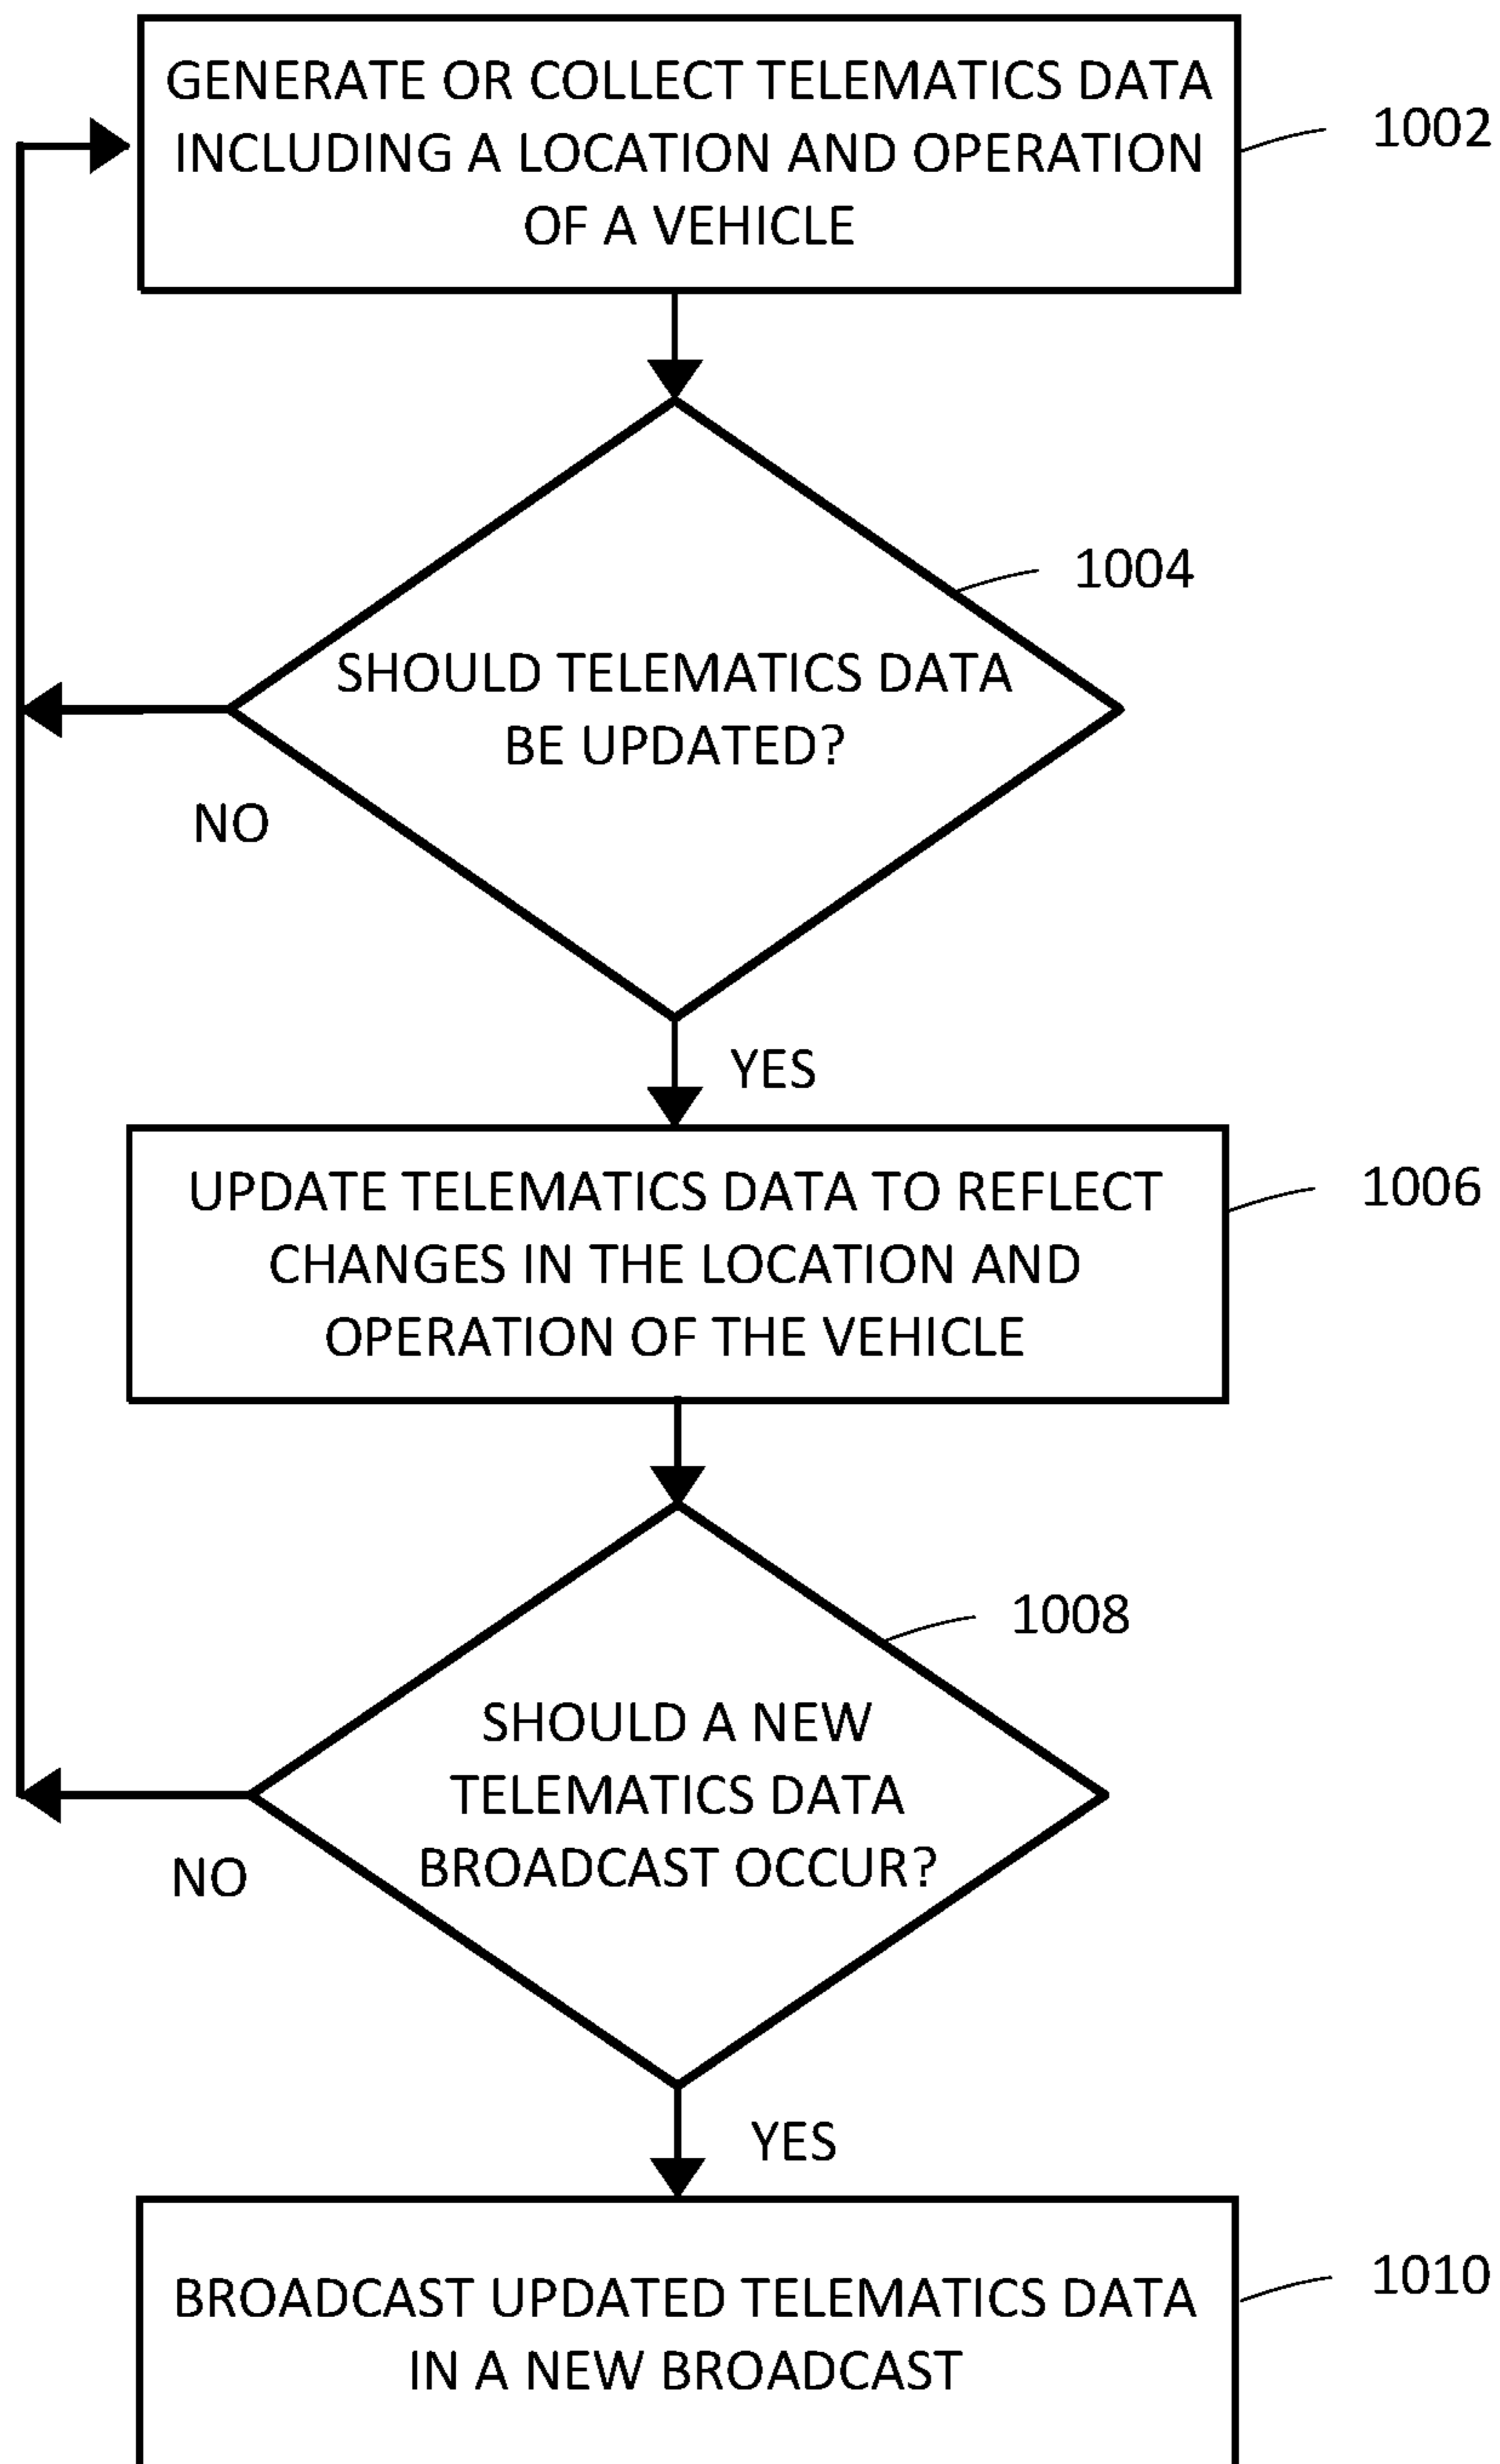 GENERATE OR COLLECT TELEMATICS DATA
INCLUDING A LOCATION AND OPERATION
OF A VEHICLE
1002
1004
SHOULD TELEMATICS DATA
BE UPDATED?
NO
YES
UPDATE TELEMATICS DATA TO REFLECT
CHANGES IN THE LOCATION AND
OPERATION OF THE VEHICLE
1006
1008
SHOULD A NEW
TELEMATICS DATA
BROADCAST OCCUR?
NO
YES
BROADCAST UPDATED TELEMATICS DATA
IN A NEW BROADCAST
1010